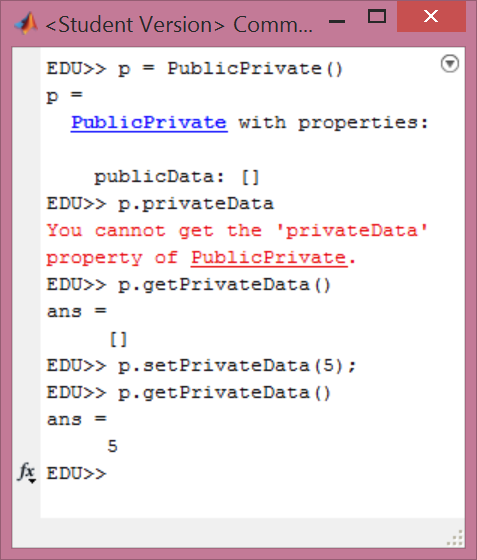 <Student Version> Comm...
EDU>> p = PublicPrivate()
p =
PublicPrivate with properties:
publicData: []
EDU>> p.privateData
You cannot get the 'privateData'
property of PublicPrivate.
EDU>> p.getPrivateData()
ans =
[]
EDU>> p.setPrivateData(5);
EDU>> p.getPrivateData()
ans =
5
fx EDU>>